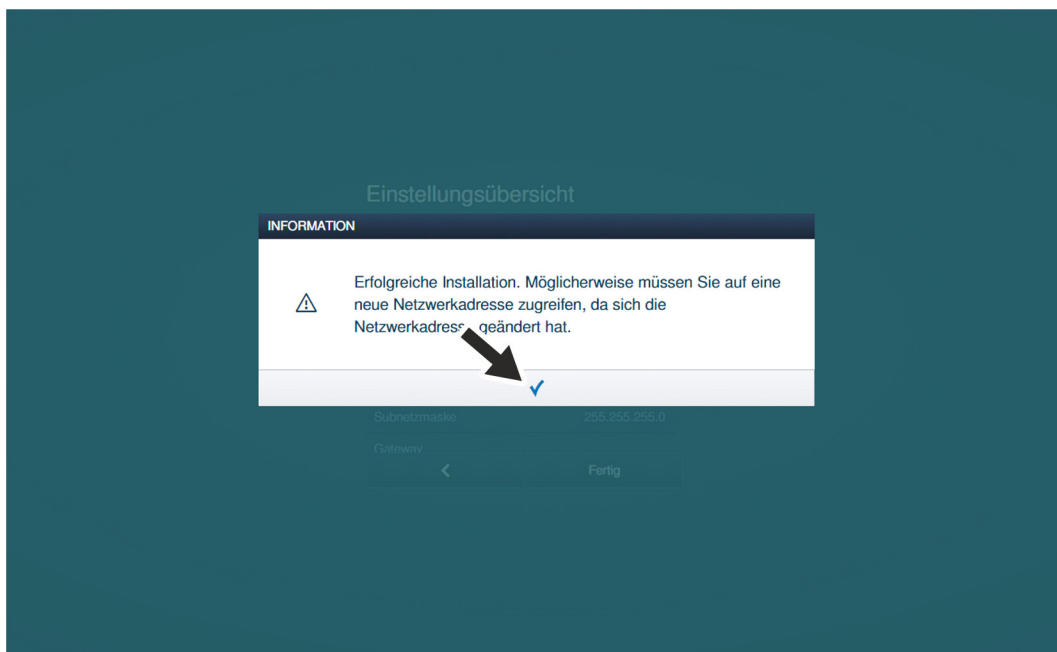 Einstellungsübersicht
INFORMATION
Erfolgreiche Installation. Möglicherweise müssen Sie auf eine
neue Netzwerkadresse zugreifen, da sich die
geändert hat.
Subnetzmaske 255.255.255.0
Gateway
Fertig